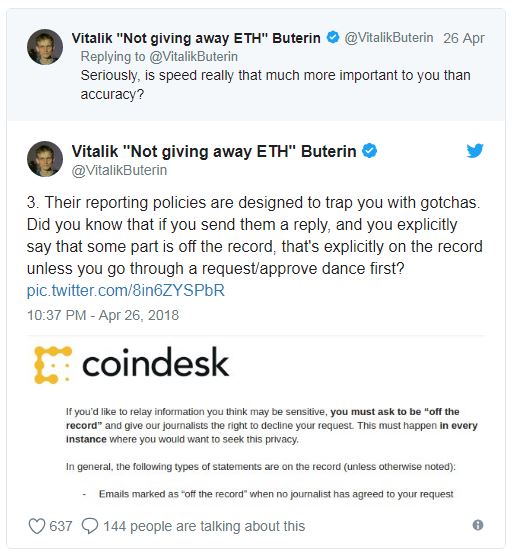 Vitalik "Not giving away ETH" Buterin @VitalikButerin 26 Apr
Replying to @VitalikButerin
Seriously, is speed really that much more important to you than
accuracy?
Vitalik "Not giving away ETH" Buterin
@VitalikButerin
3. Their reporting policies are designed to trap you with gotchas.
Did you know that if you send them a reply, and you explicitly
say that some part is off the record, that's explicitly on the record
unless you go through a request/approve dance first?
pic.twitter.com/8in6ZYSPbR
10:37 PM - Apr 26, 2018
coindesk
If you'd like to relay information you think may be sensitive, you must ask to be “off the
record” and give our journalists the right to decline your request. This must happen in every
instance where you would want to seek this privacy.
In general, the following types of statements are on the record (unless otherwise noted):
- Emails marked as “off the record” when no journalist has agreed to your request
637 144 people are talking about this